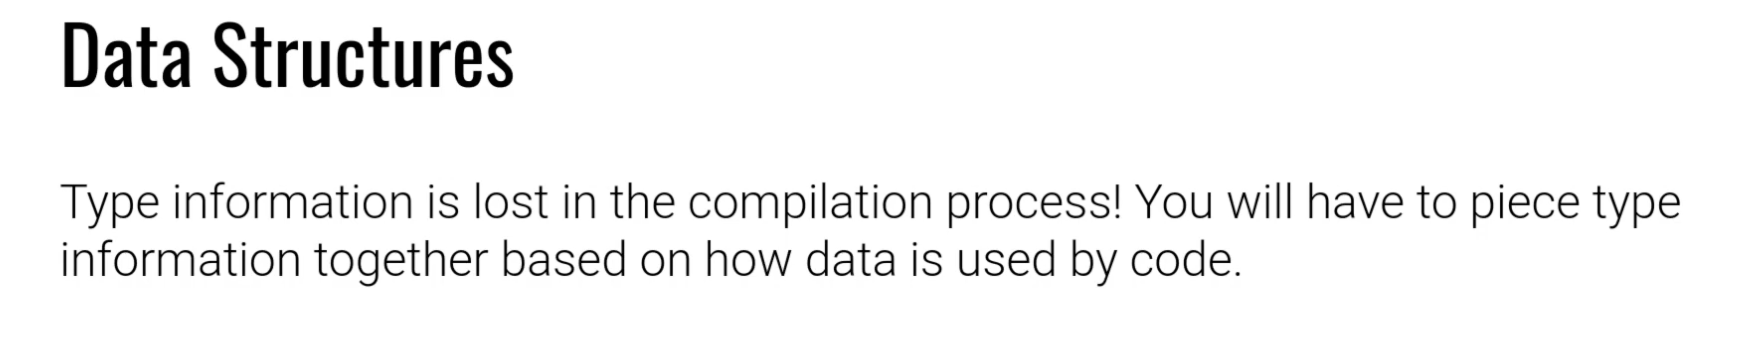 Data Structures
Type information is lost in the compilation process! You will have to piece type
information together based on how data is used by code.